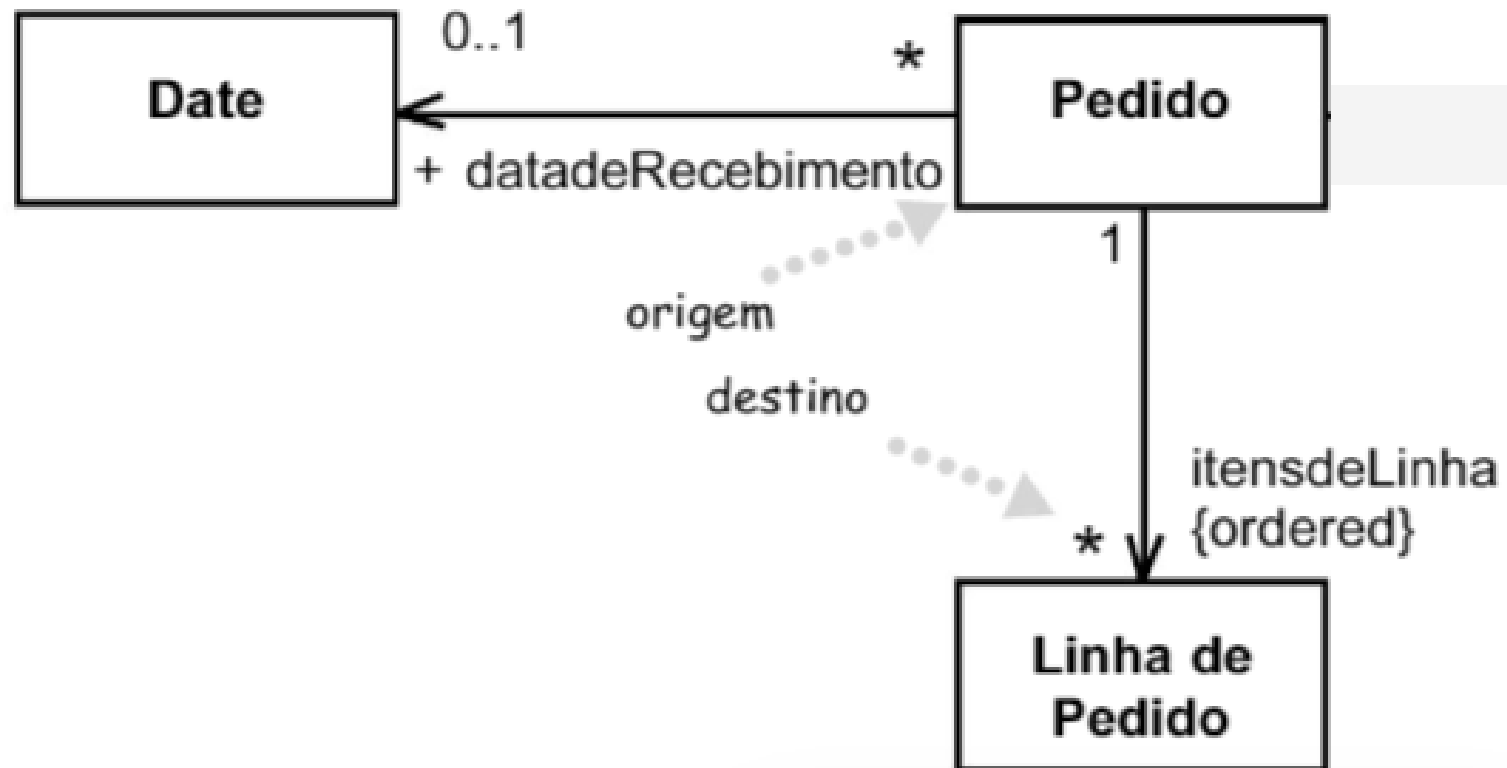 0..1
*
Date
Pedido
+ datadeRecebimento
1
origem
destino
itensdeLinha
* {ordered}
Linha de
Pedido